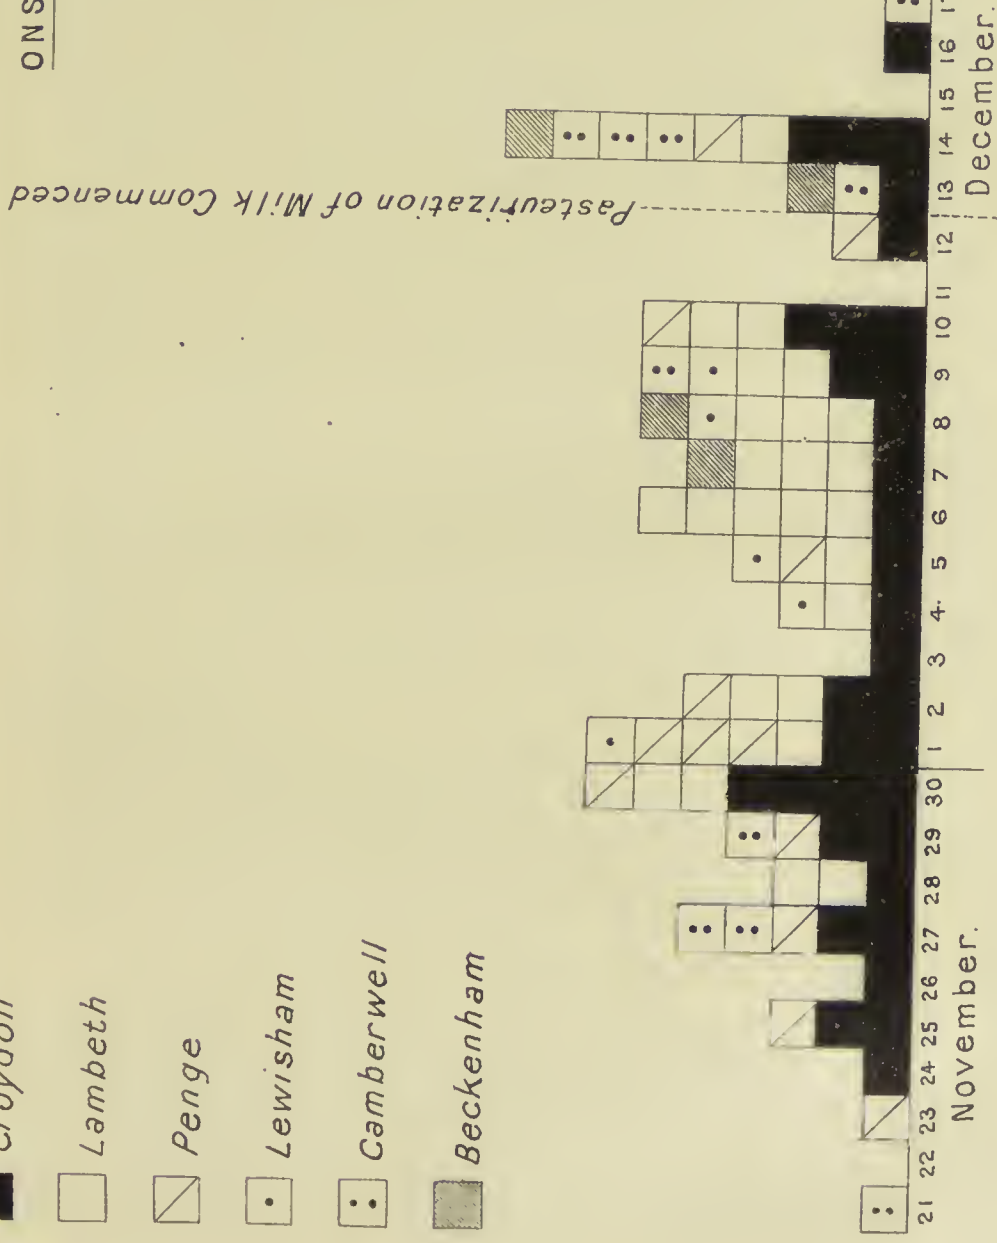 ONS
Croydon
Lambeth
Penge
Lewisham
Camberwell
Beckenham
Pasteurization of Milk Commenced
21 22 23 24 25 26 27 28 29 30 1 2 3 4 5 6 7 8 9 10 11 12 13 14 15 16 17
November.
December.